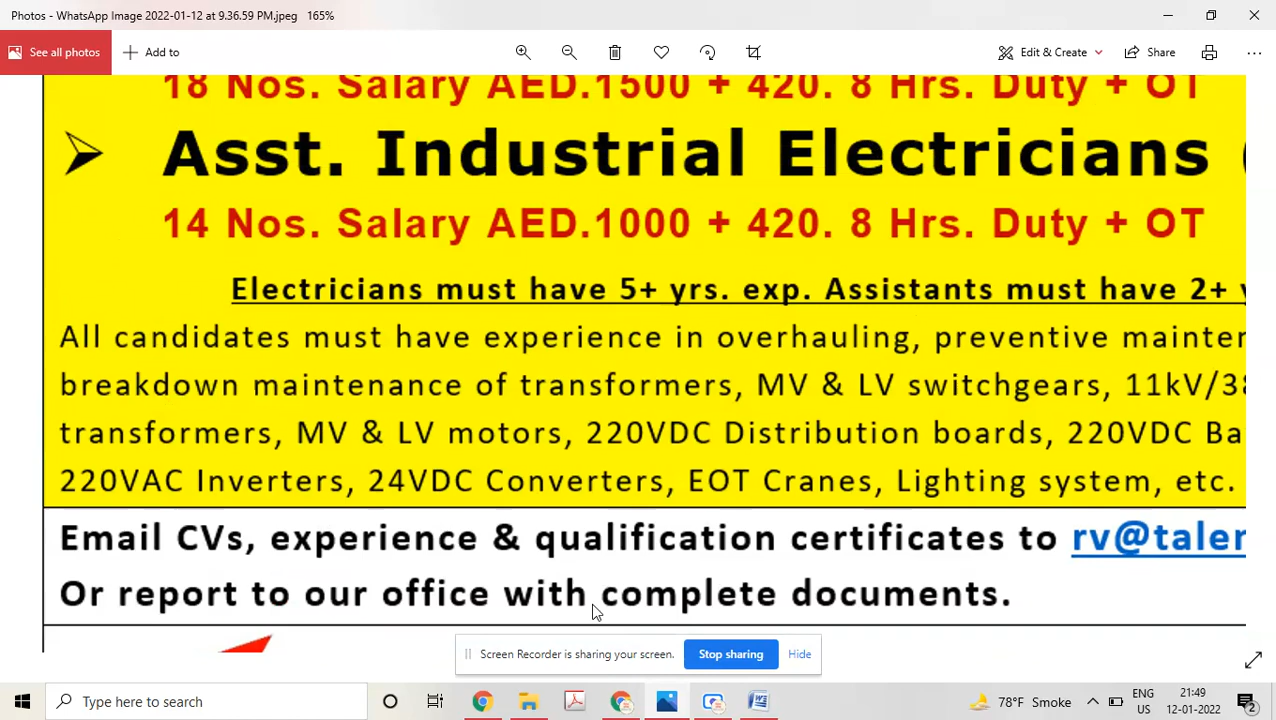 Photos - WhatsApp Image 2022-01-12 at 9.36.59 PM.jpeg 165%
See all photos
Add to
Edit & Create
Share
18 Nos. Salary AED.1500 + 420. 8 Hrs. Duty + OT
Asst. Industrial Electricians (
14 Nos. Salary AED.1000 + 420. 8 Hrs. Duty + OT
Electricians must have 5+ yrs. exp. Assistants must have 2+
All candidates must have experience in overhauling, preventive
breakdown maintenance of transformers, MV & LV switchgears,
transformers, MV & LV motors, 220VDC Distribution boards, 220VDC
220VAC Inverters, 24VDC Converters, EOT Cranes, Lighting system, etc.
Email CVs, experience & qualification certificates to
Or report to our office with complete documents.
Screen Recorder is sharing your screen.
Stop sharing
Hide
Type here to search
78°F Smoke
ENG
IN
21:49
12-01-2022
2